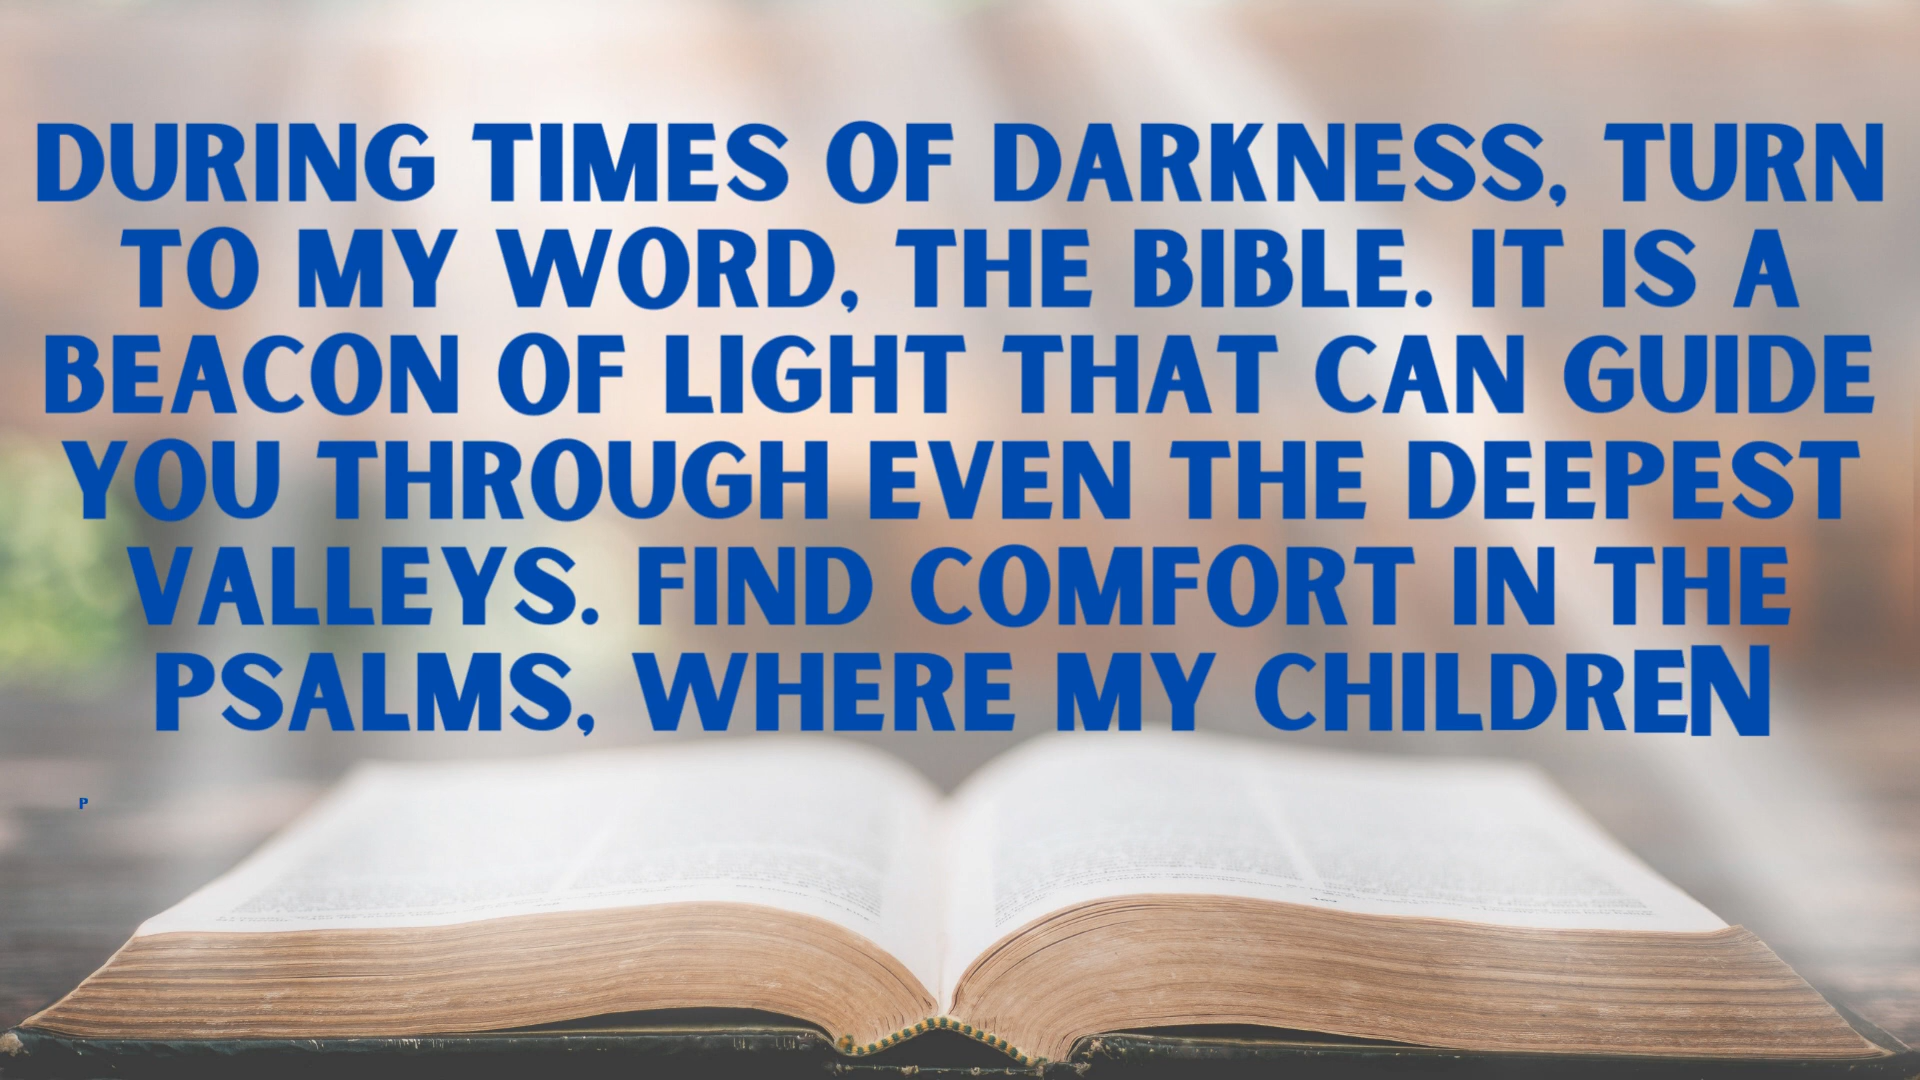 DURING TIMES OF DARKNESS, TURN
TO MY WORD, THE BIBLE. IT IS A
BEACON OF LIGHT THAT CAN GUIDE
YOU THROUGH EVEN THE DEEPEST
VALLEYS. FIND COMFORT IN THE
PSALMS, WHERE MY CHILDREN
P